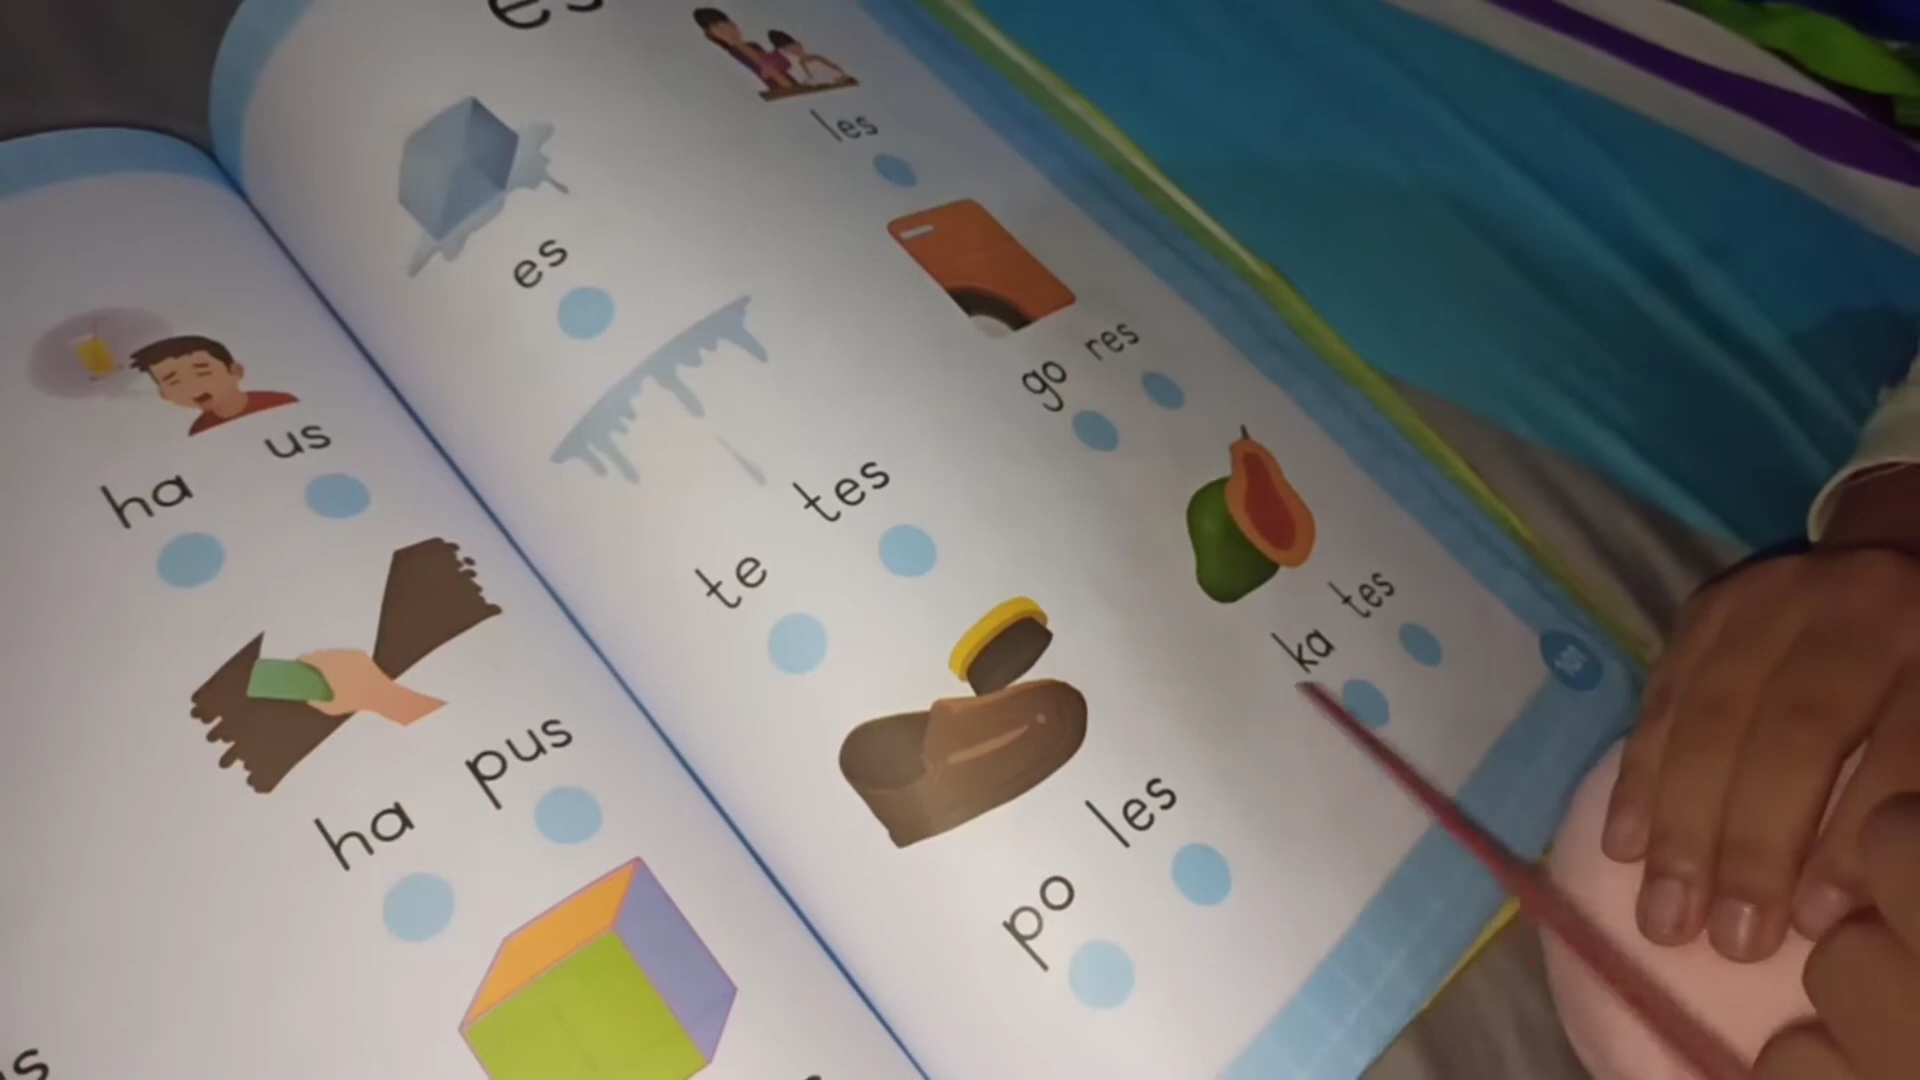 ha us
ha pus
es
es
te tes
po les
les
go res
ka tes